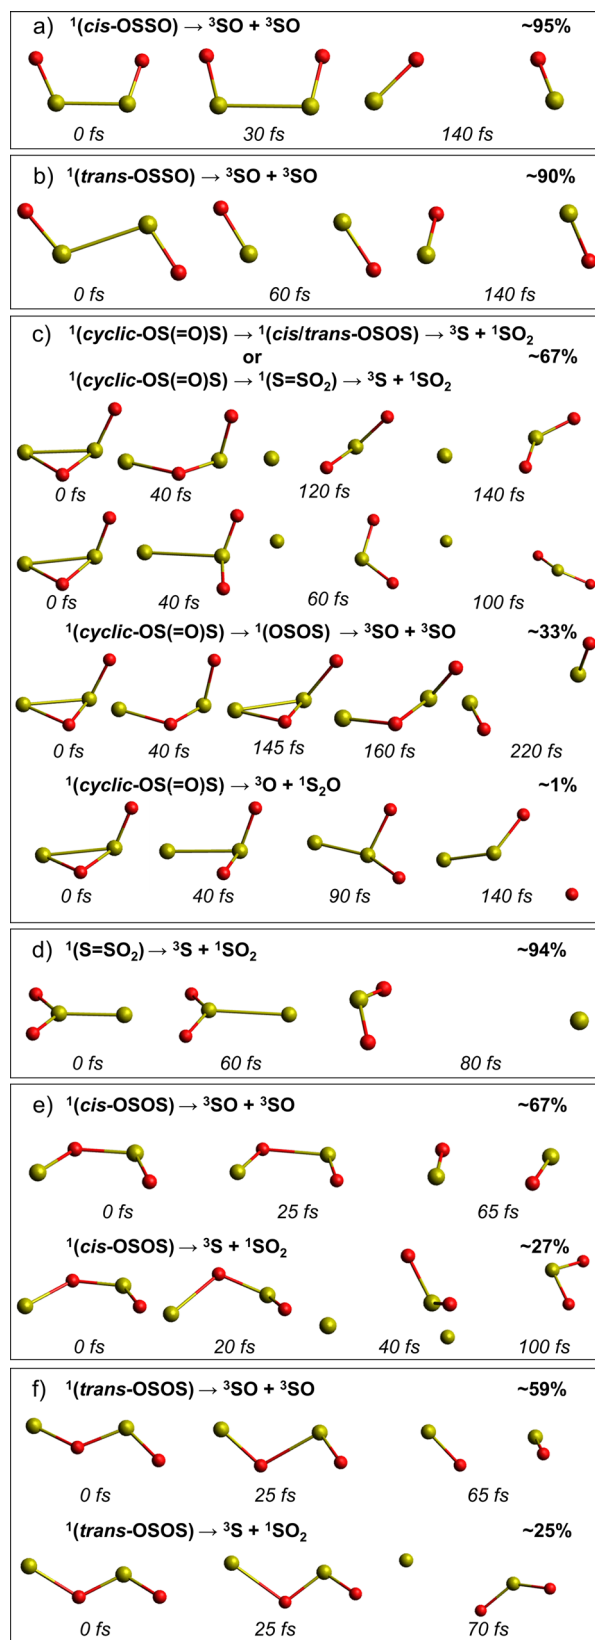 a) ¹(cis-OSSO) → ³SO + ³SO ~95%
0 fs 30 fs 140 fs
b) ¹(trans-OSSO) → ³SO + ³SO ~90%
0 fs 60 fs 140 fs
c) ¹(cyclic-OS(=O)S) → ¹(cis/trans-OSOS) → ³S + ¹SO₂
or ~67%
¹(cyclic-OS(=O)S) → ¹(S=SO₂) → ³S + ¹SO₂
0 fs 40 fs 120 fs 140 fs
0 fs 40 fs 60 fs 100 fs
¹(cyclic-OS(=O)S) → ¹(OSOS) → ³SO + ³SO ~33%
0 fs 40 fs 145 fs 160 fs 220 fs
¹(cyclic-OS(=O)S) → ³O + ¹S₂O ~1%
0 fs 40 fs 90 fs 140 fs
d) ¹(S=SO₂) → ³S + ¹SO₂ ~94%
0 fs 60 fs 80 fs
e) ¹(cis-OSOS) → ³SO + ³SO ~67%
0 fs 25 fs 65 fs
¹(cis-OSOS) → ³S + ¹SO₂ ~27%
0 fs 20 fs 40 fs 100 fs
f) ¹(trans-OSOS) → ³SO + ³SO ~59%
0 fs 25 fs 65 fs
¹(trans-OSOS) → ³S + ¹SO₂ ~25%
0 fs 25 fs 70 fs